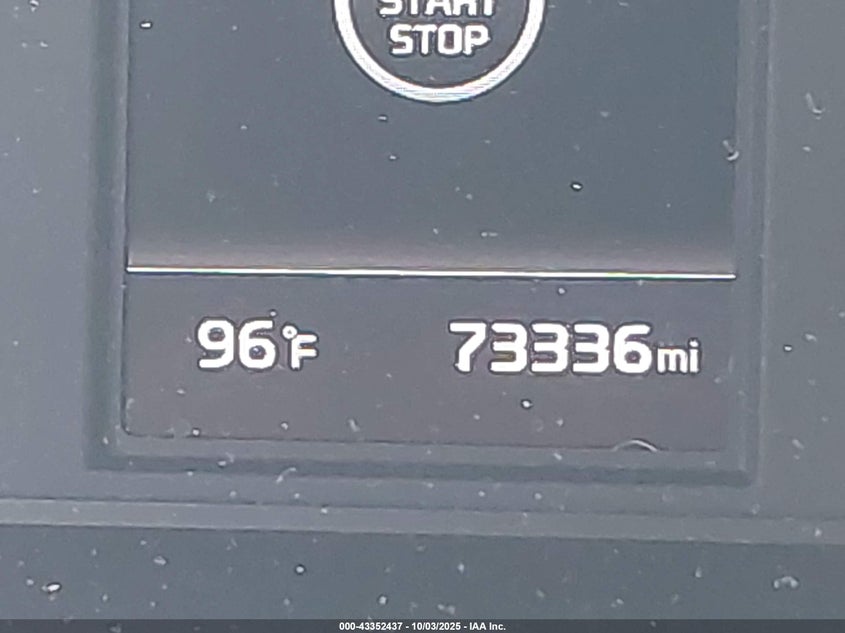 START
STOP
96°F 73336mi
000-43352437 - 10/03/2025 - IAA Inc.